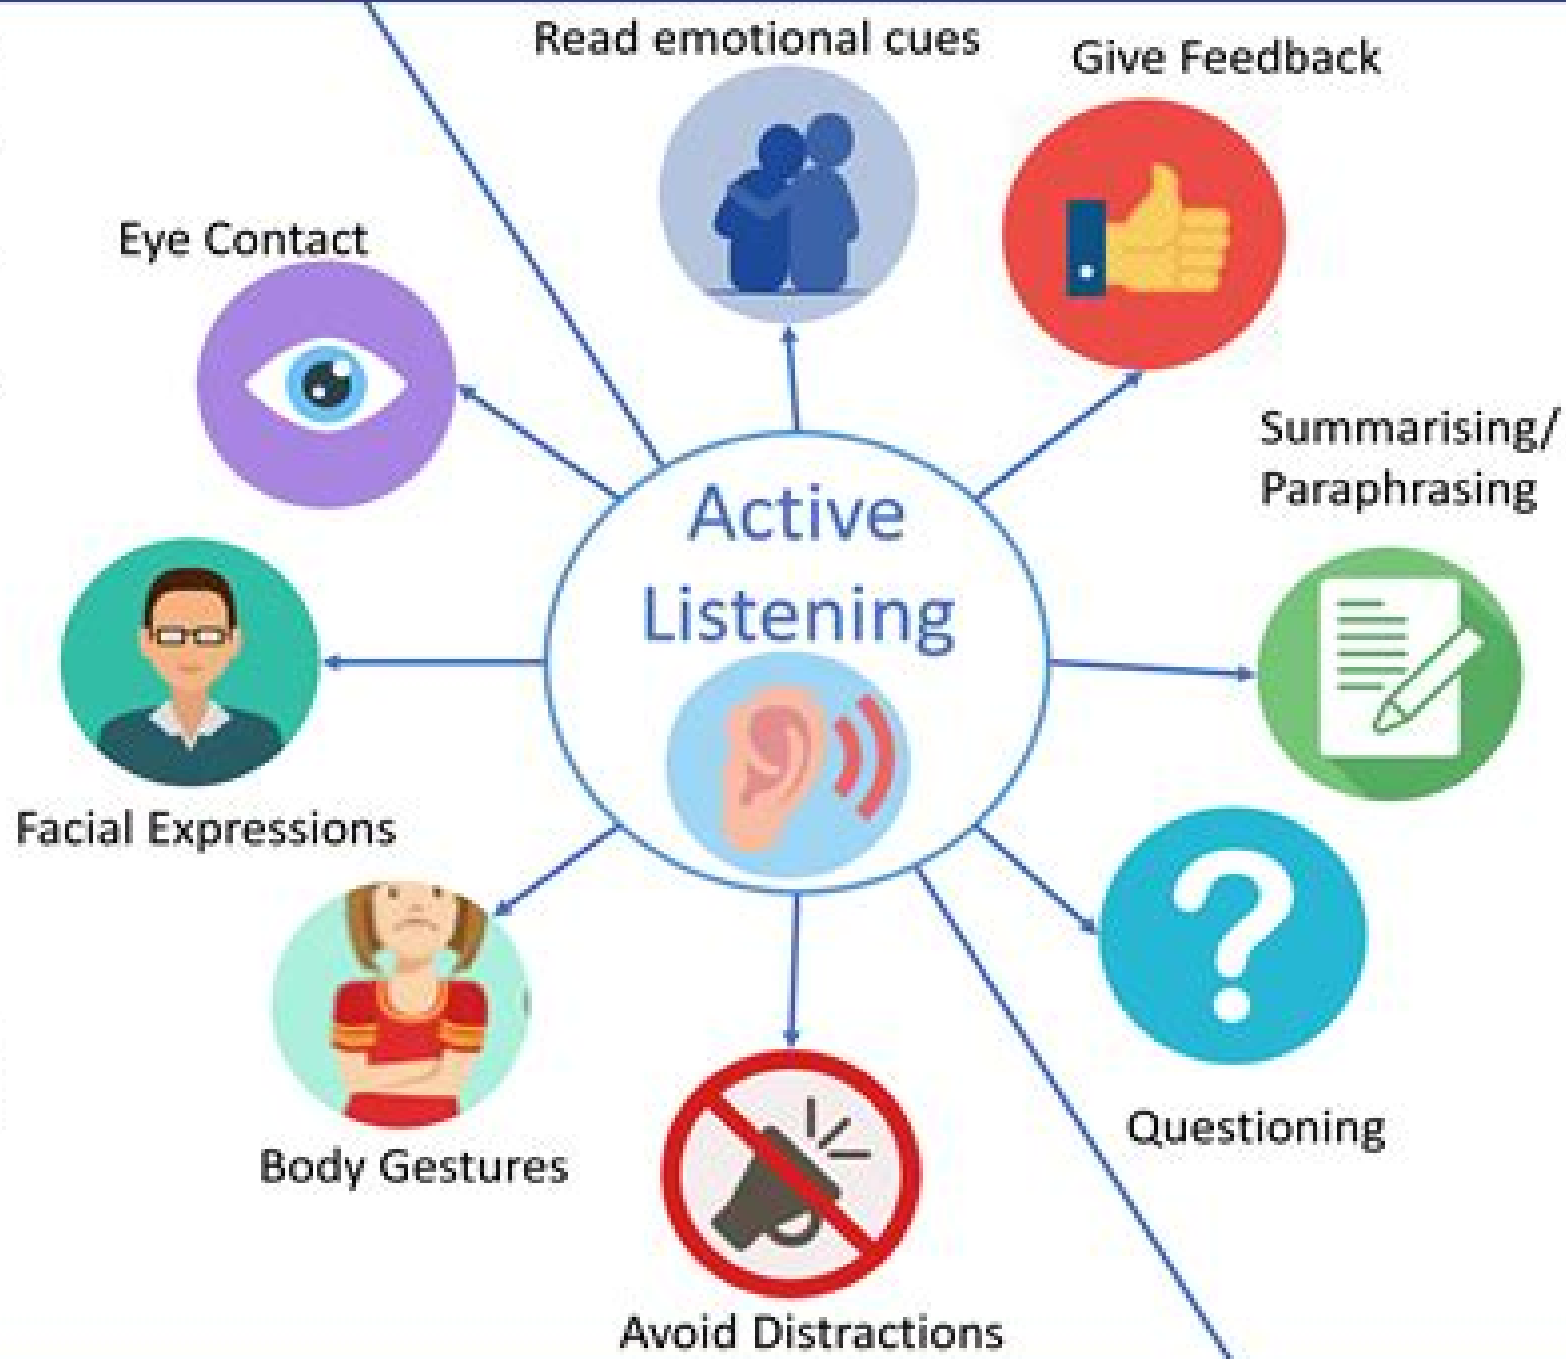 Read emotional cues
Give Feedback
Eye Contact
Summarising/
Paraphrasing
Active
Listening
Facial Expressions
Questioning
Body Gestures
Avoid Distractions